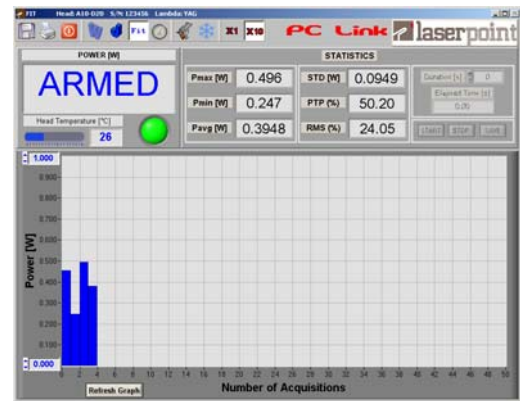 FIT Head: A10-D20 S/N 123456 Lambda: YAG
Fit X1 X10 PC Link laserpoint
POWER [W]
ARMED
Head Temperature [°C]
26
STATISTICS
Pmax [W] 0.496 STD [W] 0.0949
Pmin [W] 0.247 PTP (%) 50.20
Pavg [W] 0.3948 RMS (%) 24.05
Duration [s] 0
Elapsed Time [s]
START STOP SAVE
1.000
0.900
0.800
0.700
0.600
0.500
0.400
0.300
0.200
0.100
0.000
Power [W]
0 2 4 6 8 10 12 14 16 18 20 22 24 26 28 30 32 34 36 38 40 42 44 46 48 50
Refresh Graph
Number of Acquisitions